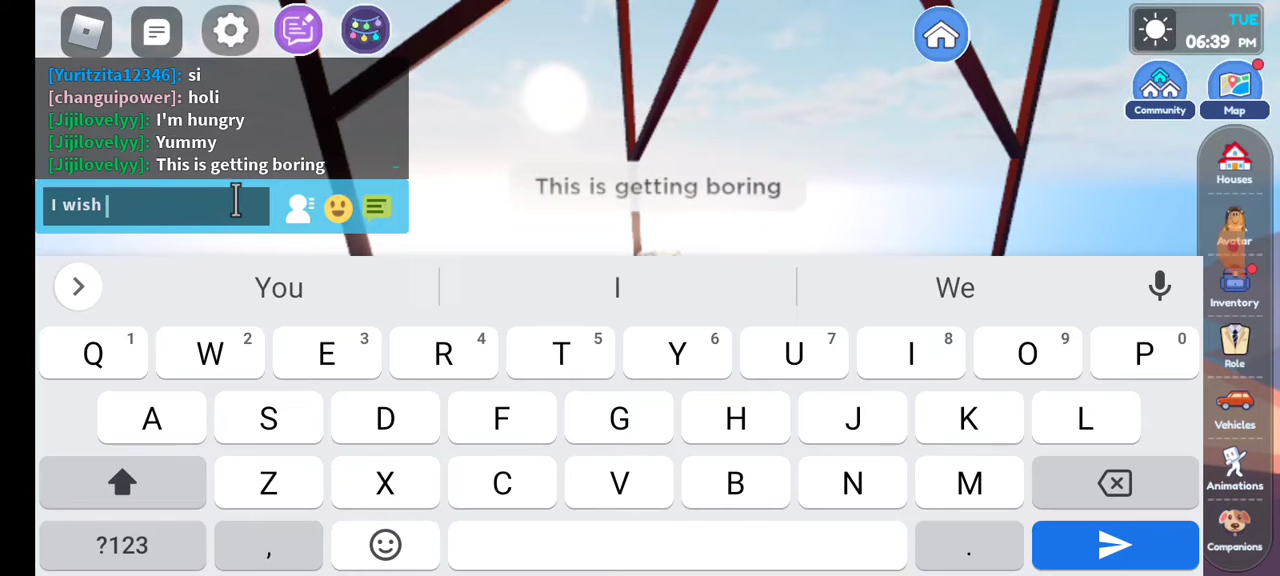 TUE
06:39 PM
[Yuritzita12346]: si
[changuipower]: holi
[Jijilovelyy]: I'm hungry
[Jijilovelyy]: Yummy
[Jijilovelyy]: This is getting boring
I wish
This is getting boring
Community
Map
Houses
Avatar
Inventory
Role
Vehicles
Animations
Companions
You I We
Q 1 W 2 E 3 R 4 T 5 Y 6 U 7 I 8 O 9 P 0
A S D F G H J K L
Z X C V B N M
?123 , .